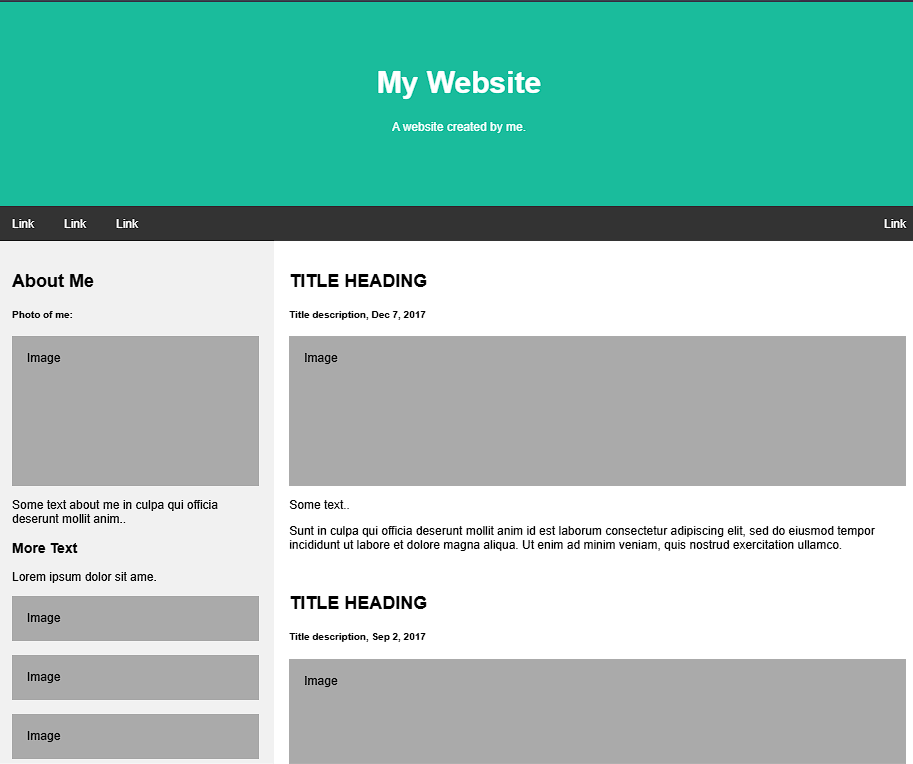 My Website
A website created by me.
Link Link Link Link
About Me
Photo of me:
Image
Some text about me in culpa qui officia
deserunt mollit anim..
More Text
Lorem ipsum dolor sit ame.
Image
Image
Image
TITLE HEADING
Title description, Dec 7, 2017
Image
Some text..
Sunt in culpa qui officia deserunt mollit anim id est laborum consectetur adipiscing elit, sed do eiusmod tempor
incididunt ut labore et dolore magna aliqua. Ut enim ad minim veniam, quis nostrud exercitation ullamco.
TITLE HEADING
Title description, Sep 2, 2017
Image